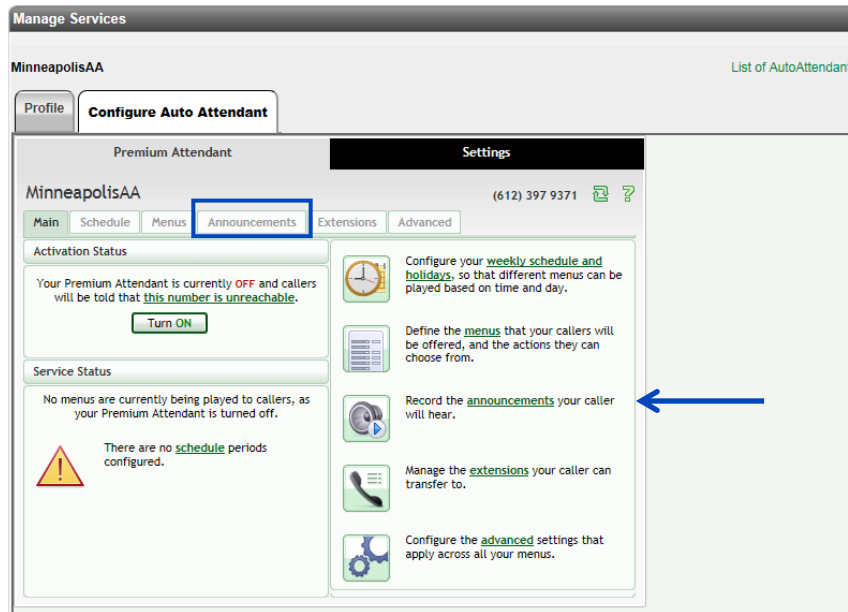 Manage Services
MinneapolisAA
List of AutoAttendant
Profile
Configure Auto Attendant
Premium Attendant
Settings
MinneapolisAA
(612) 397 9371
?
Main
Schedule
Menus
Announcements
Extensions
Advanced
Activation Status
Your Premium Attendant is currently OFF and callers
will be told that this number is unreachable.
Turn ON
Service Status
No menus are currently being played to callers, as
your Premium Attendant is turned off.
There are no schedule periods
configured.
Configure your weekly schedule and
holidays, so that different menus can be
played based on time and day.
Define the menus that your callers will
be offered, and the actions they can
choose from.
Record the announcements your caller
will hear.
Manage the extensions your caller can
transfer to.
Configure the advanced settings that
apply across all your menus.